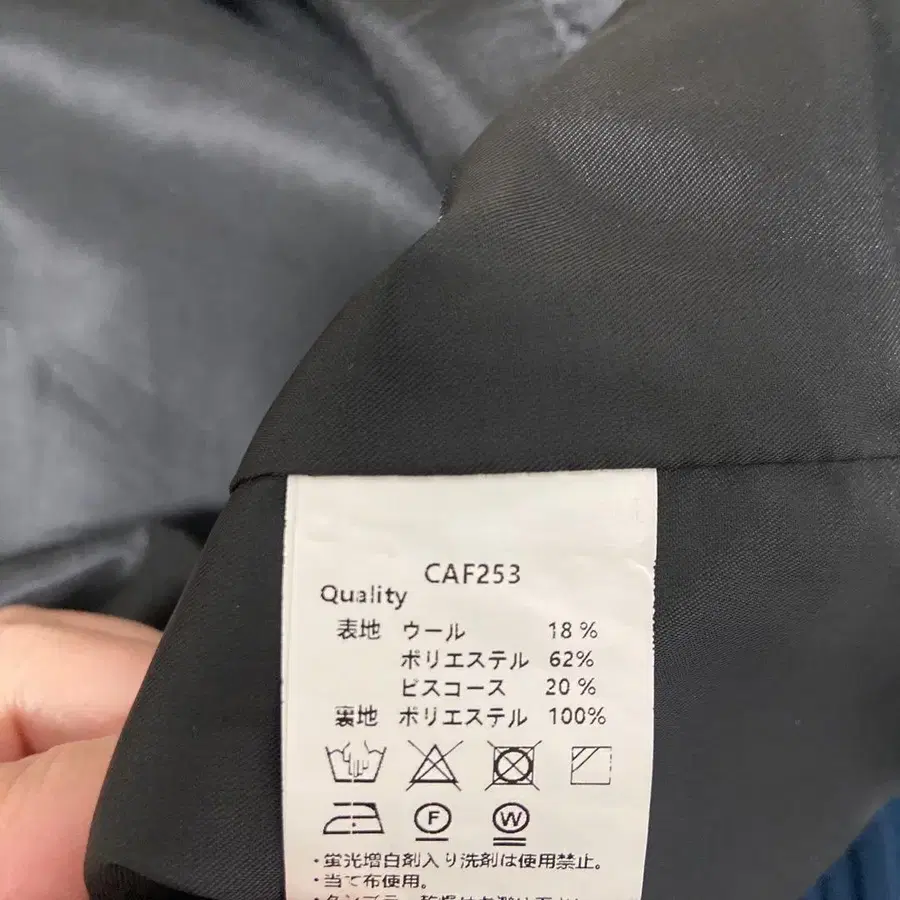 CAF253
Quality
表地 ウール 18 %
ポリエステル 62%
ビスコース 20 %
裏地 ポリエステル 100%
F W
・蛍光増白剤入り洗剤は使用禁止。
・当て布使用。